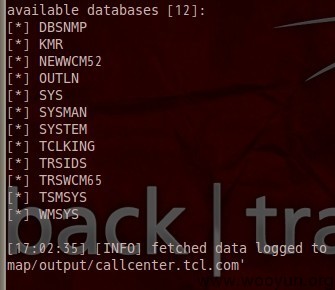 available databases [12]:
[*] DBSNMP
[*] KMR
[*] NEWWCM52
[*] OUTLN
[*] SYS
[*] SYSMAN
[*] SYSTEM
[*] TCLKING
[*] TRSIDS
[*] TRSWCM65
[*] TSMSYS
[*] WMSYS
back | tra
[17:02:35] [INFO] fetched data logged to
map/output/callcenter.tcl.com'